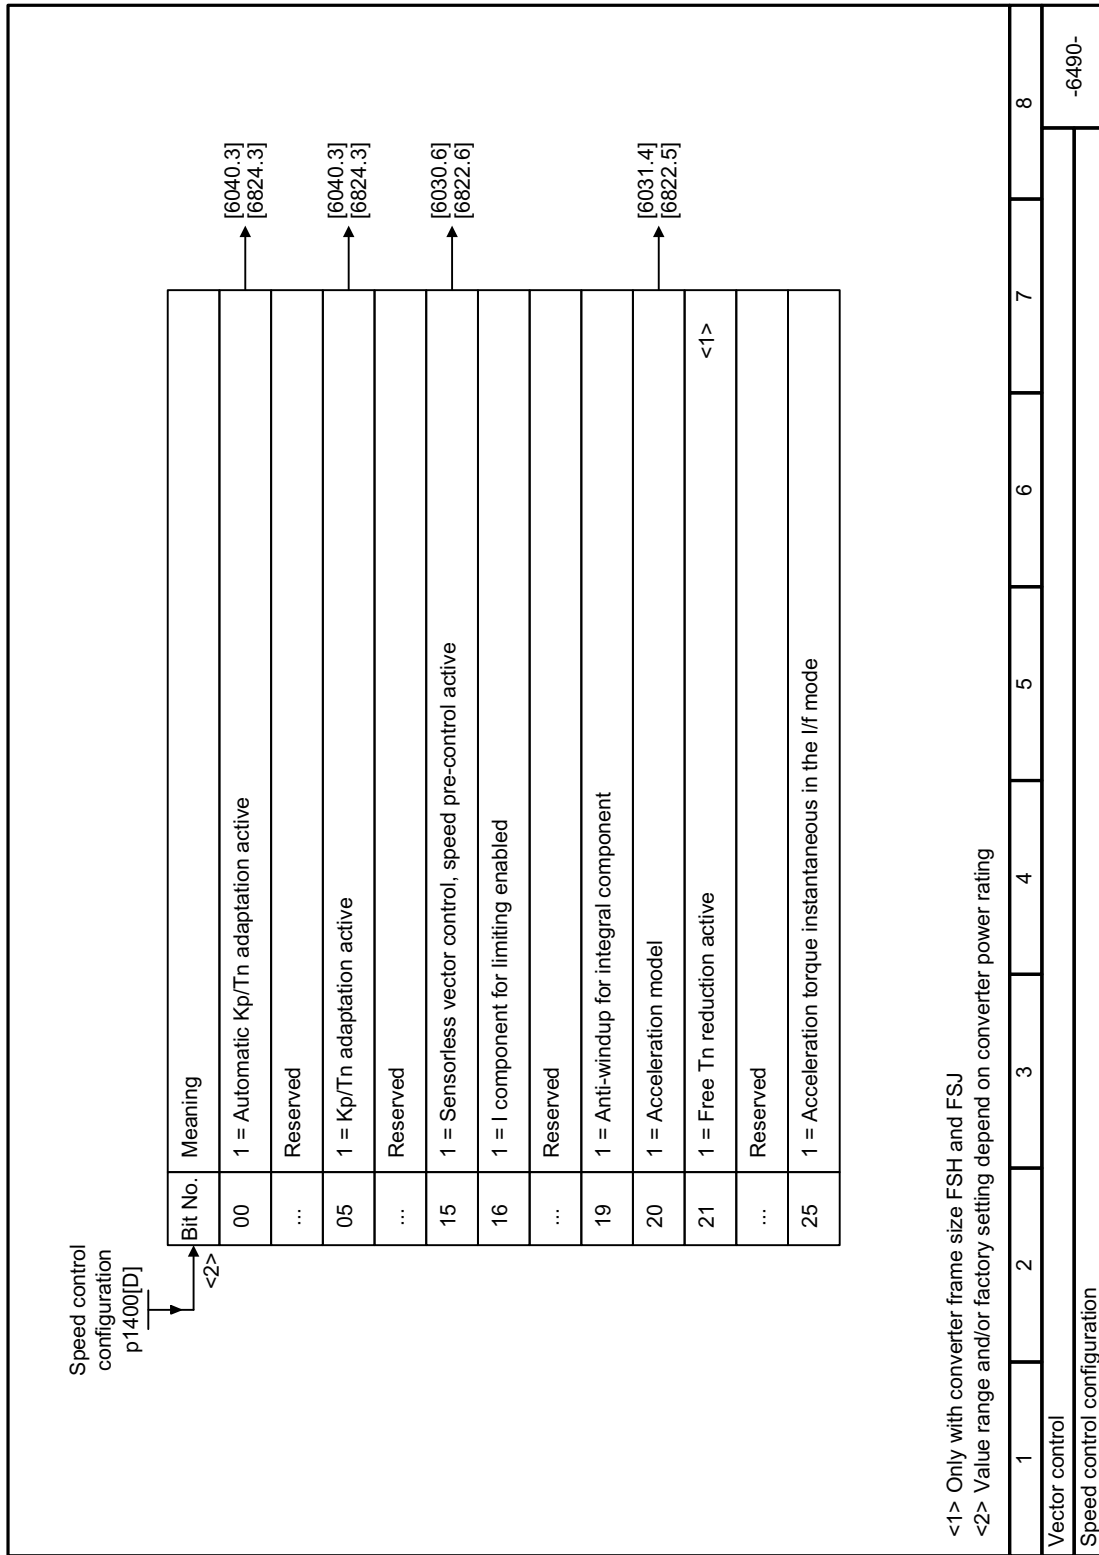 Speed control
configuration
p1400[D]
<2>
Bit No. Meaning
00 1 = Automatic Kp/Tn adaptation active
[6040.3]
[6824.3]
... Reserved
05 1 = Kp/Tn adaptation active
[6040.3]
[6824.3]
... Reserved
15 1 = Sensorless vector control, speed pre-control active
[6030.6]
[6822.6]
16 1 = I component for limiting enabled
... Reserved
19 1 = Anti-windup for integral component
20 1 = Acceleration model
[6031.4]
[6822.5]
21 1 = Free Tn reduction active <1>
... Reserved
25 1 = Acceleration torque instantaneous in the I/f mode
<1> Only with converter frame size FSH and FSJ
<2> Value range and/or factory setting depend on converter power rating
1 2 3 4 5 6 7 8
Vector control
Speed control configuration
-6490-